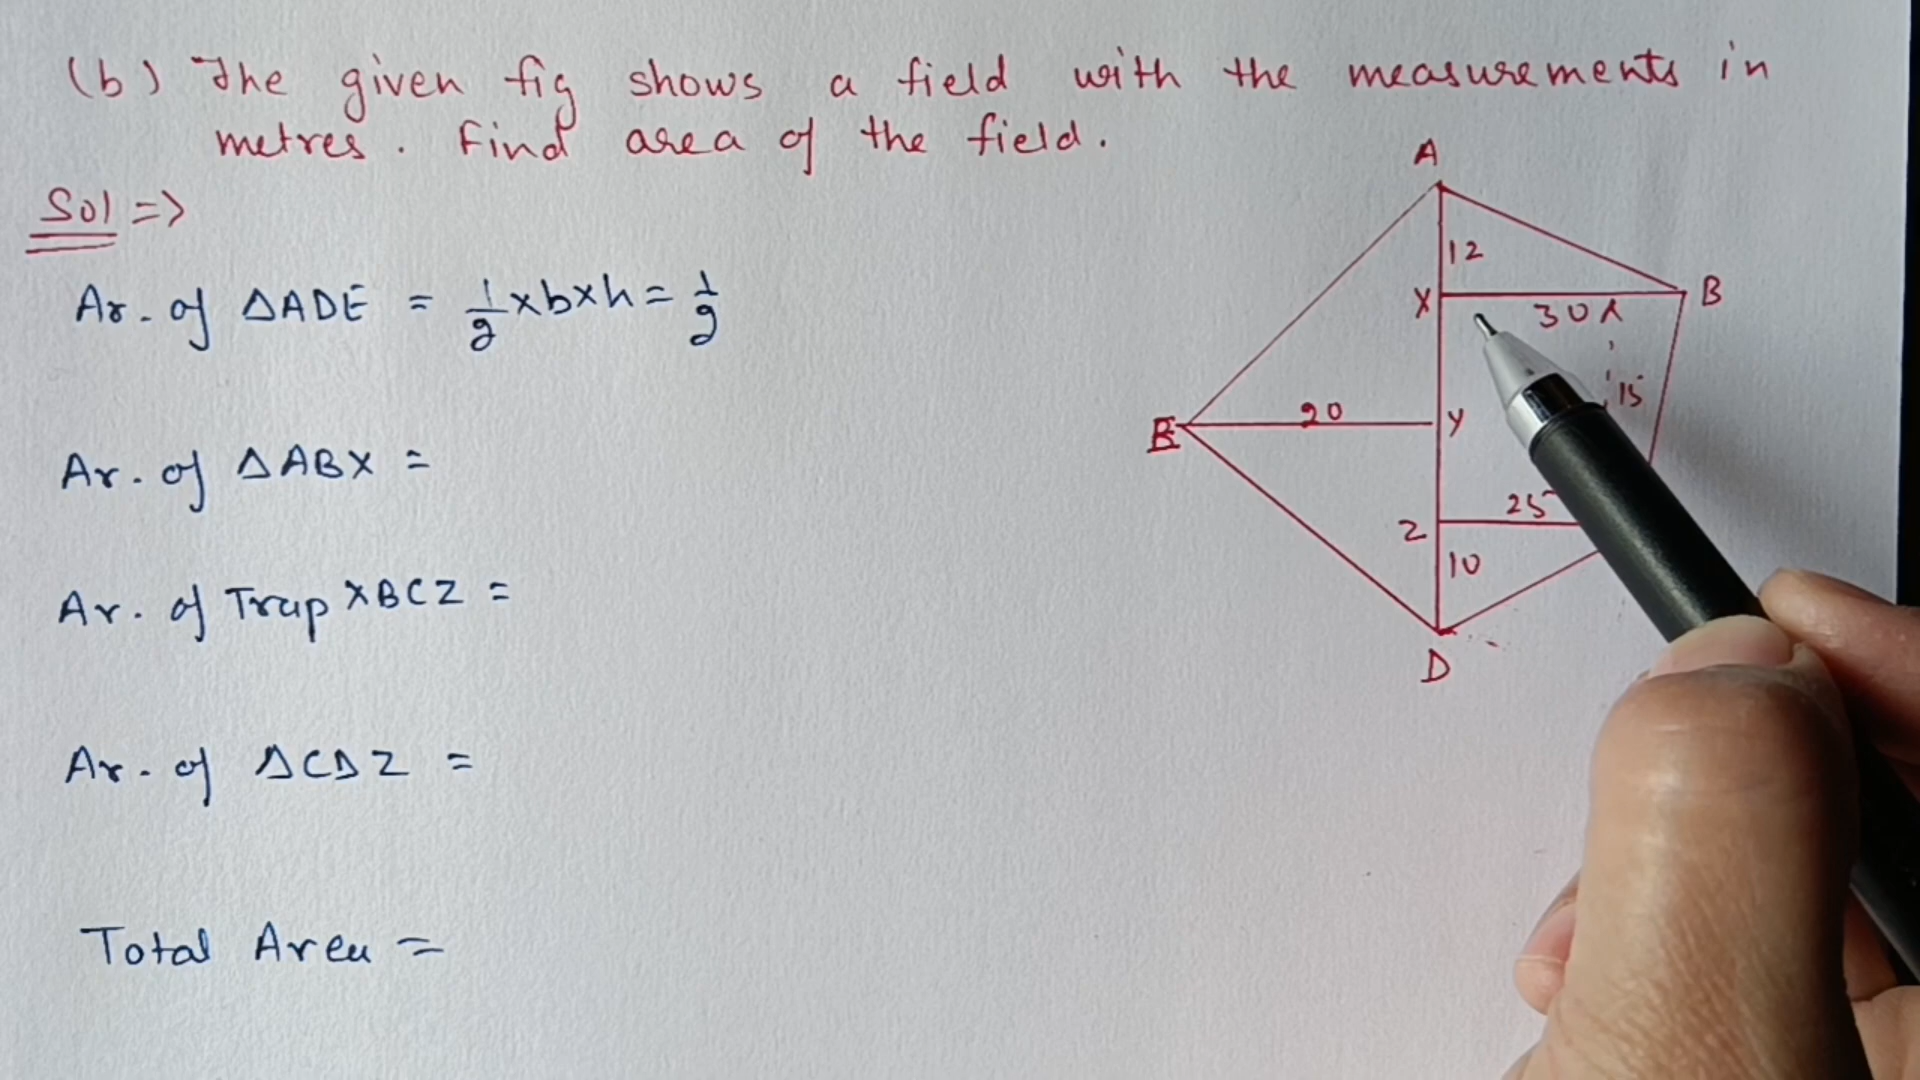 (b) The given fig shows a field with the measurements in
metres. Find area of the field.
Sol =>
Ar. of ΔADE = 1/2 x b x h = 1/2
Ar. of ΔABX =
Ar. of Trap XBCZ =
Ar. of ΔCDZ =
Total Area =
A
12
X
B
30
15
E
20
Y
25
Z
10
D